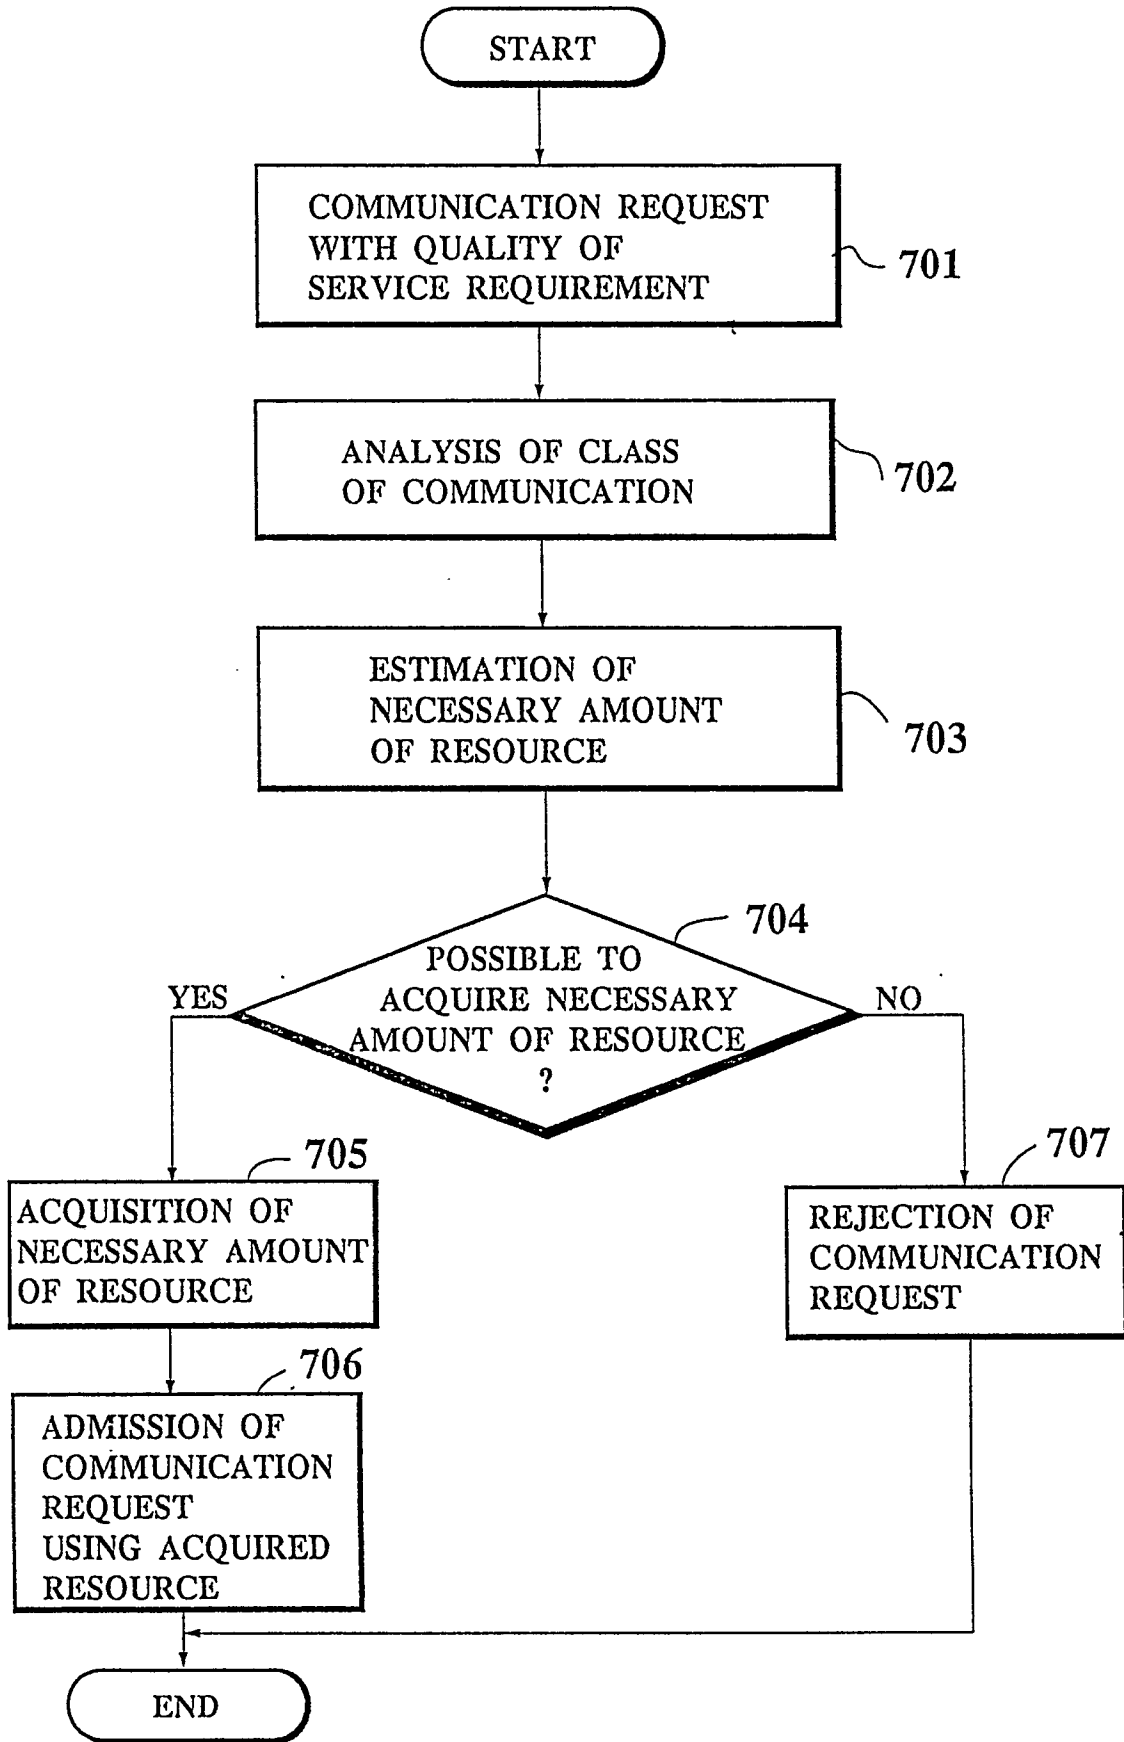 START
COMMUNICATION REQUEST
WITH QUALITY OF
SERVICE REQUIREMENT
701
ANALYSIS OF CLASS
OF COMMUNICATION
702
ESTIMATION OF
NECESSARY AMOUNT
OF RESOURCE
703
704
POSSIBLE TO
ACQUIRE NECESSARY
AMOUNT OF RESOURCE
?
YES
NO
705
ACQUISITION OF
NECESSARY AMOUNT
OF RESOURCE
707
REJECTION OF
COMMUNICATION
REQUEST
706
ADMISSION OF
COMMUNICATION
REQUEST
USING ACQUIRED
RESOURCE
END